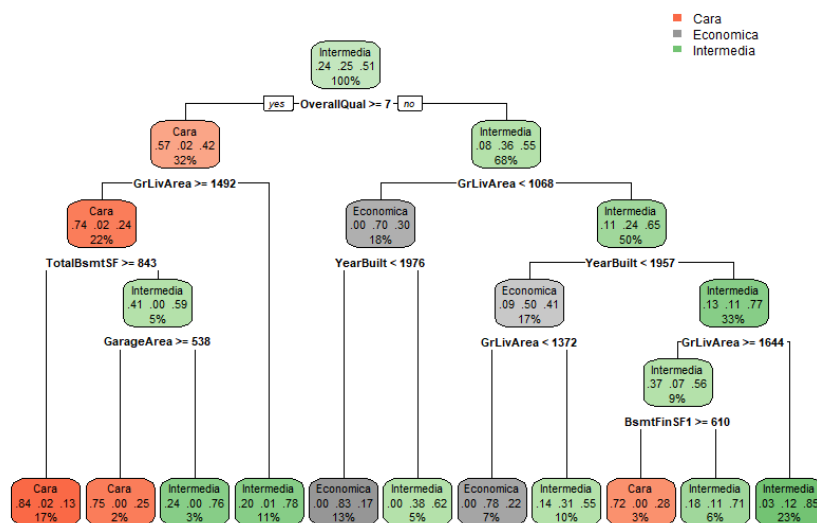 Cara
Economica
Intermedia
Intermedia
.24 .25 .51
100%
yes OverallQual >= 7 no
Cara
.57 .02 .42
32%
Intermedia
.08 .36 .55
68%
GrLivArea >= 1492
GrLivArea < 1068
Cara
.74 .02 .24
22%
Economica
.00 .70 .30
18%
Intermedia
.11 .24 .65
50%
TotalBsmtSF >= 843
YearBuilt < 1976
YearBuilt < 1957
Intermedia
.41 .00 .59
5%
Economica
.09 .50 .41
17%
Intermedia
.13 .11 .77
33%
GarageArea >= 538
GrLivArea < 1372
GrLivArea >= 1644
Intermedia
.37 .07 .56
9%
BsmtFinSF1 >= 610
Cara
.84 .02 .13
17%
Cara
.75 .00 .25
2%
Intermedia
.24 .00 .76
3%
Intermedia
.20 .01 .78
11%
Economica
.00 .83 .17
13%
Intermedia
.00 .38 .62
5%
Economica
.00 .78 .22
7%
Intermedia
.14 .31 .55
10%
Cara
.72 .00 .28
3%
Intermedia
.18 .11 .71
6%
Intermedia
.03 .12 .85
23%